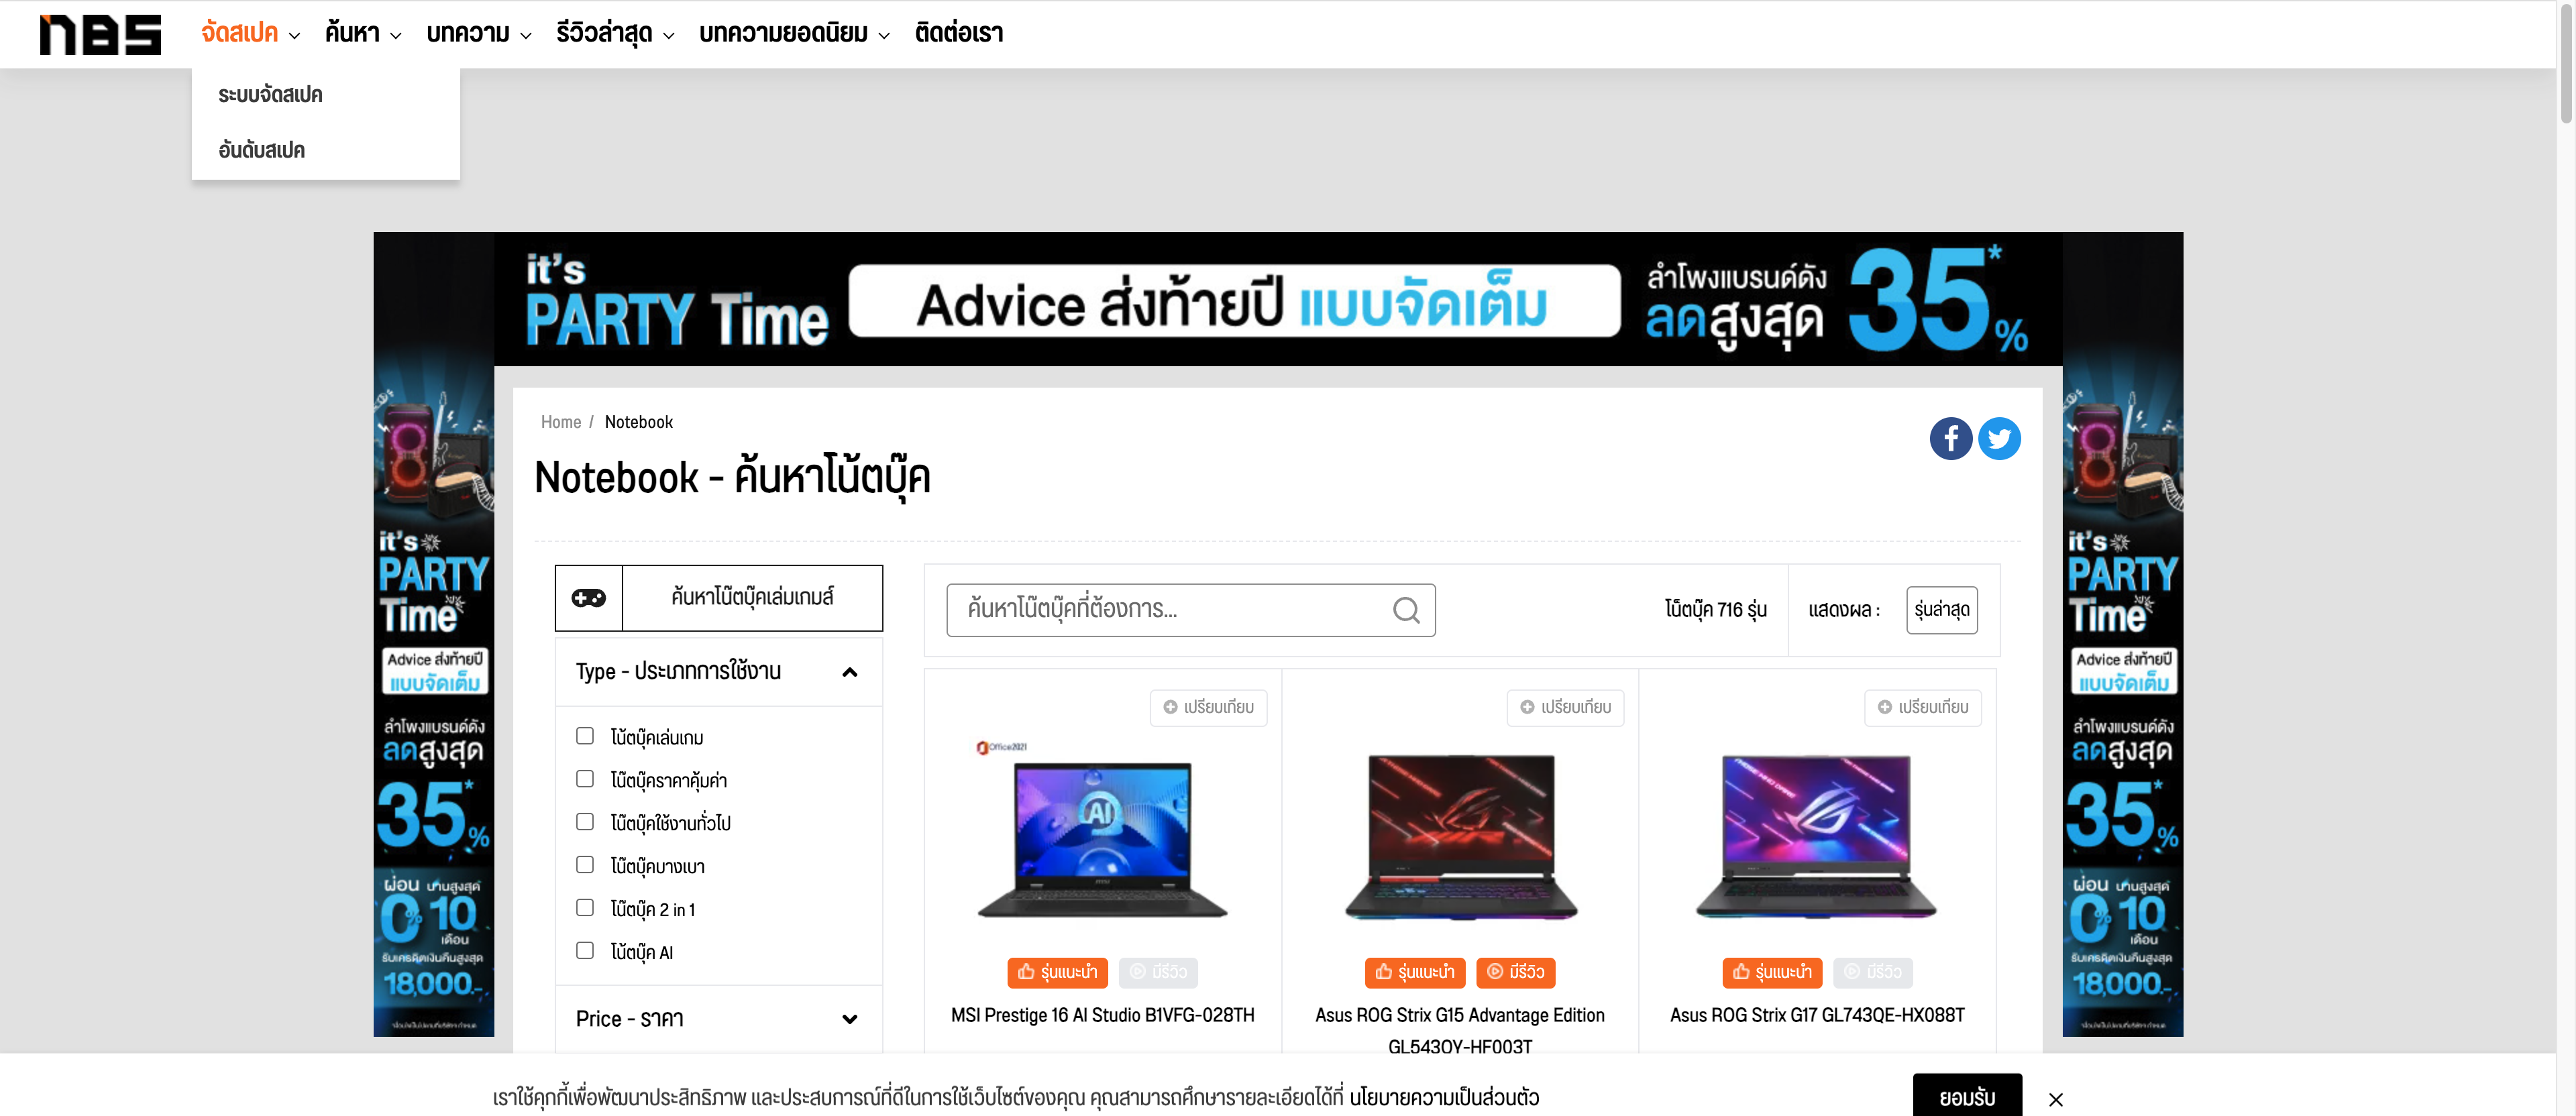 NBS
จัดสเปค ค้นหา บทความ รีวิวล่าสุด บทความยอดนิยม ติดต่อเรา
ระบบจัดสเปค
อันดับสเปค
it's
PARTY Time
Advice ส่งท้ายปี แบบจัดเต็ม
ลำโพงแบรนด์ดัง
ลดสูงสุด
35*%
it's
PARTY
Time
Advice ส่งท้ายปี
แบบจัดเต็ม
ลำโพงแบรนด์ดัง
ลดสูงสุด
35*%
ผ่อน นานสูงสุด
0% 10
เดือน
รับเครดิตเงินคืนสูงสุด
18,000.-
Home / Notebook
Notebook - ค้นหาโน้ตบุ๊ค
ค้นหาโน๊ตบุ๊คเล่นเกมส์
Type - ประเภทการใช้งาน
โน้ตบุ๊คเล่นเกม
โน๊ตบุ๊คราคาคุ้มค่า
โน๊ตบุ๊คใช้งานทั่วไป
โน๊ตบุ๊คบางเบา
โน๊ตบุ๊ค 2 in 1
โน้ตบุ๊ค AI
Price - ราคา
ค้นหาโน๊ตบุ๊คที่ต้องการ...
โน็ตบุ๊ค 716 รุ่น
แสดงผล :
รุ่นล่าสุด
เปรียบเทียบ
Office2021
AI
msi
รุ่นแนะนำ มีรีวิว
MSI Prestige 16 AI Studio B1VFG-028TH
เปรียบเทียบ
รุ่นแนะนำ มีรีวิว
Asus ROG Strix G15 Advantage Edition
GL543QY-HF003T
เปรียบเทียบ
รุ่นแนะนำ มีรีวิว
Asus ROG Strix G17 GL743QE-HX088T
it's
PARTY
Time
Advice ส่งท้ายปี
แบบจัดเต็ม
ลำโพงแบรนด์ดัง
ลดสูงสุด
35*%
ผ่อน นานสูงสุด
0% 10
เดือน
รับเครดิตเงินคืนสูงสุด
18,000.-
เราใช้คุกกี้เพื่อพัฒนาประสิทธิภาพ และประสบการณ์ที่ดีในการใช้เว็บไซต์ของคุณ คุณสามารถศึกษารายละเอียดได้ที่ นโยบายความเป็นส่วนตัว
ยอมรับ